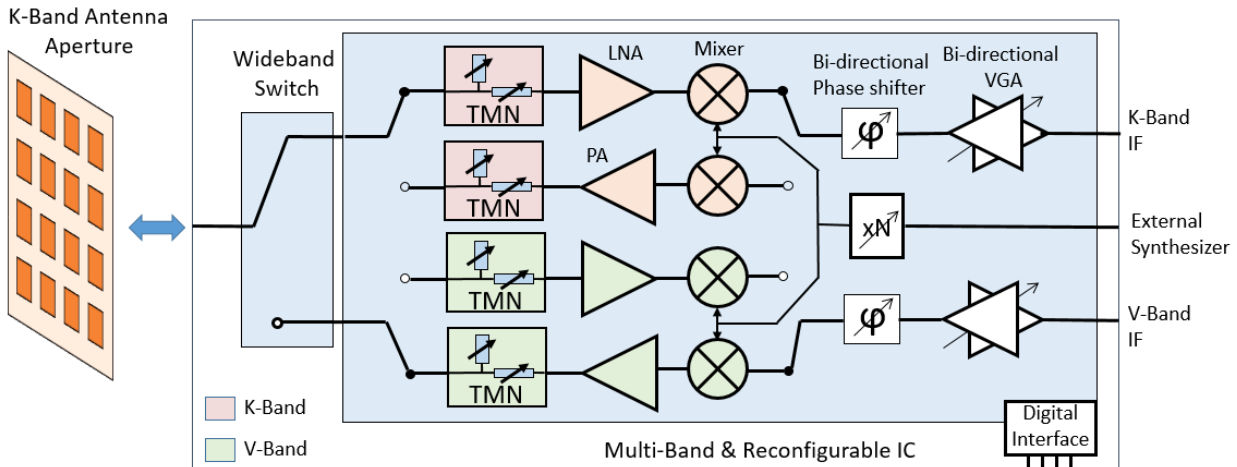 K-Band Antenna
Aperture
Wideband
Switch
LNA
Mixer
Bi-directional
Phase shifter
Bi-directional
VGA
TMN
φ
K-Band
IF
PA
TMN
xN
External
Synthesizer
TMN
φ
V-Band
IF
TMN
K-Band
V-Band
Multi-Band & Reconfigurable IC
Digital
Interface